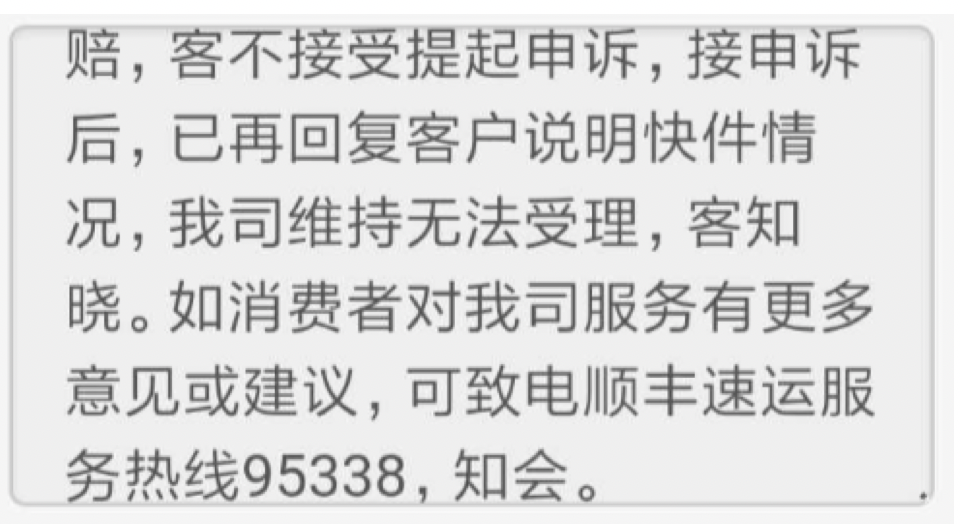 赔，客不接受提起申诉，接申诉
后，已再回复客户说明快件情
况，我司维持无法受理，客知
晓。如消费者对我司服务有更多
意见或建议，可致电顺丰速运服
务热线95338，知会。